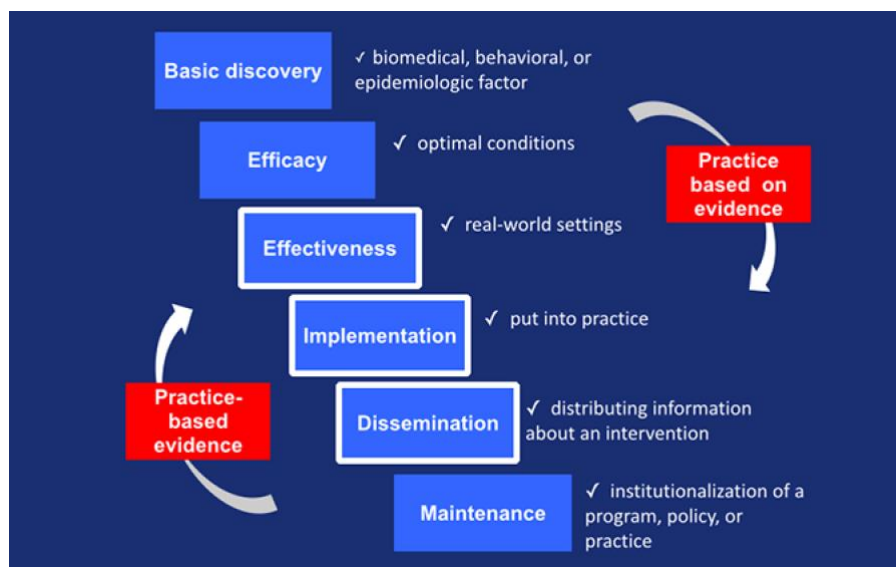 Basic discovery
✓ biomedical, behavioral, or
epidemiologic factor
Efficacy
✓ optimal conditions
Practice
based on
evidence
Effectiveness
✓ real-world settings
Implementation
✓ put into practice
Practice-
based
evidence
Dissemination
✓ distributing information
about an intervention
Maintenance
✓ institutionalization of a
program, policy, or
practice